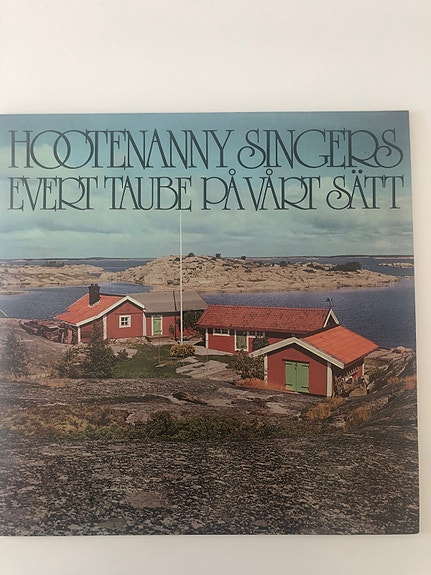 HOOTENANNY SINGERS
EVERT TAUBE PÅ VÅRT SÄTT